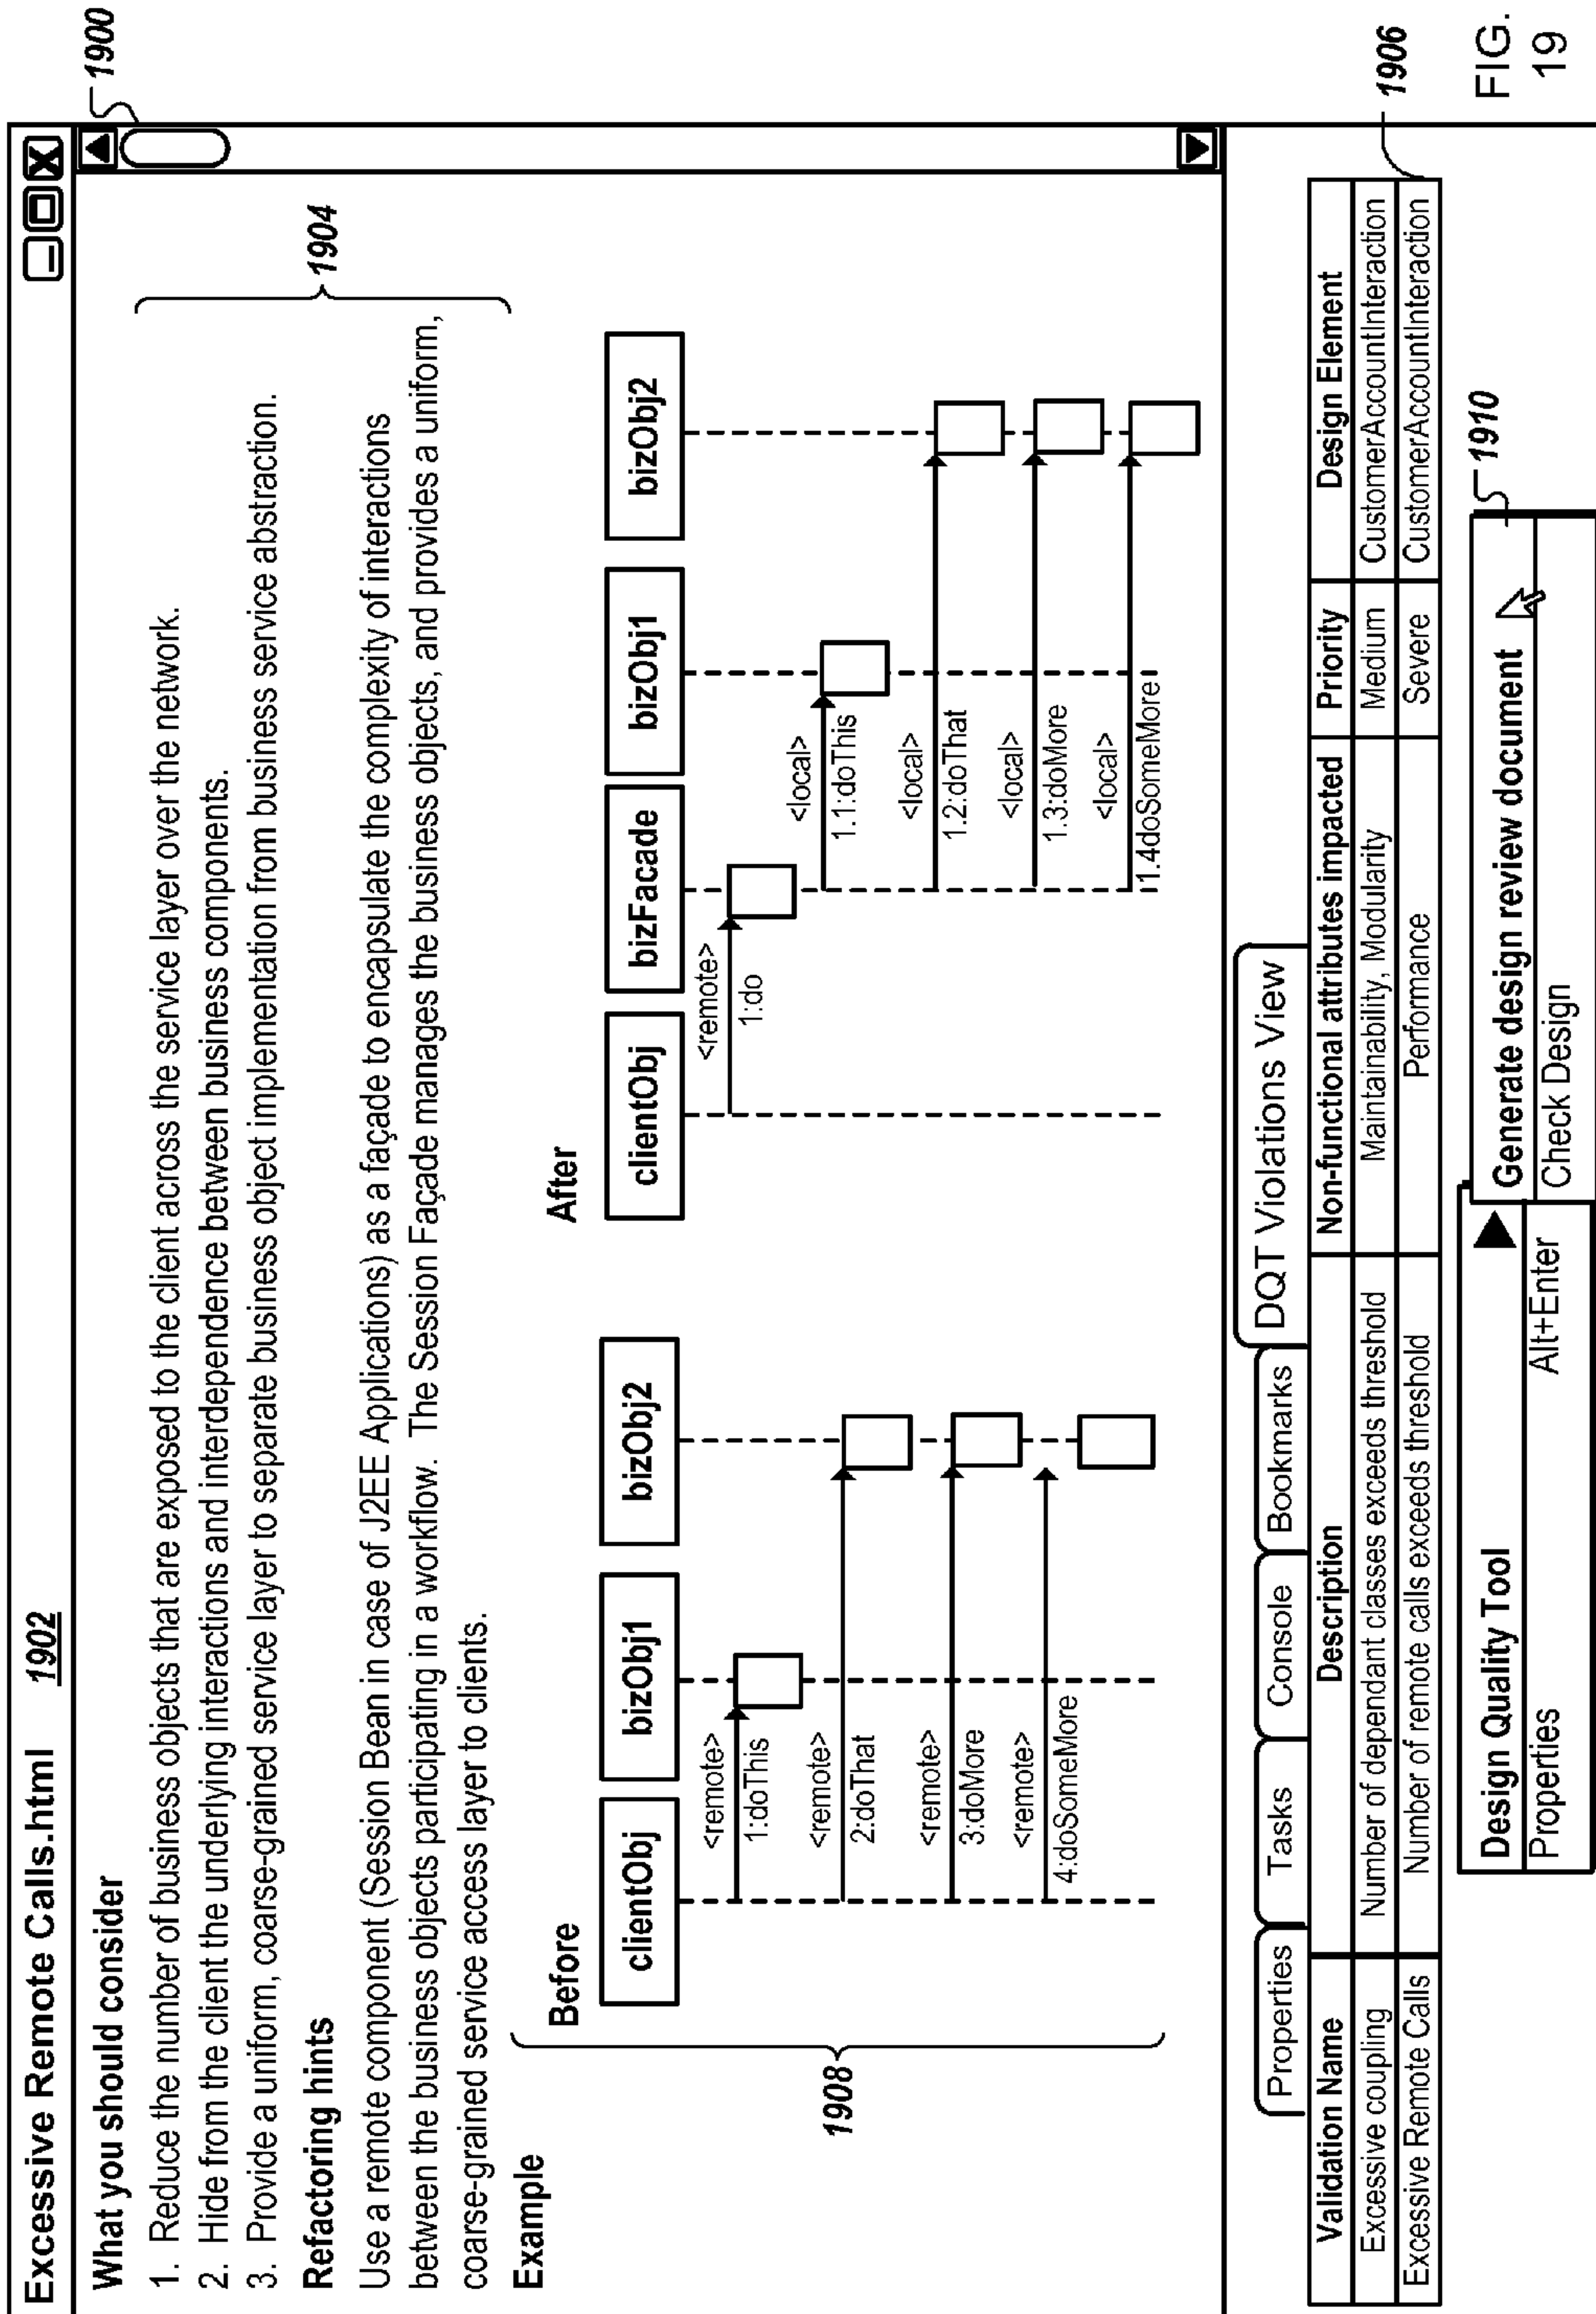 Excessive Remote Calls.html 1902
1900
What you should consider
1. Reduce the number of business objects that are exposed to the client across the service layer over the network.
2. Hide from the client the underlying interactions and interdependence between business components.
3. Provide a uniform, coarse-grained service layer to separate business object implementation from business service abstraction.
1904
Refactoring hints
Use a remote component (Session Bean in case of J2EE Applications) as a façade to encapsulate the complexity of interactions
between the business objects participating in a workflow. The Session Façade manages the business objects, and provides a uniform,
coarse-grained service access layer to clients.
Example
1908
Before
clientObj bizObj1 bizObj2
<remote>
1:doThis
<remote>
2:doThat
<remote>
3:doMore
<remote>
4:doSomeMore
After
clientObj bizFacade bizObj1 bizObj2
<remote>
1:do
<local>
1.1:doThis
<local>
1.2:doThat
<local>
1.3:doMore
<local>
1.4doSomeMore
Properties Tasks Console Bookmarks DQT Violations View
Validation Name Description Non-functional attributes impacted Priority Design Element
Excessive coupling Number of dependant classes exceeds threshold Maintainability, Modularity Medium CustomerAccountInteraction
Excessive Remote Calls Number of remote calls exceeds threshold Performance Severe CustomerAccountInteraction
1906
Design Quality Tool
Properties Alt+Enter
Generate design review document
Check Design
1910
FIG.
19